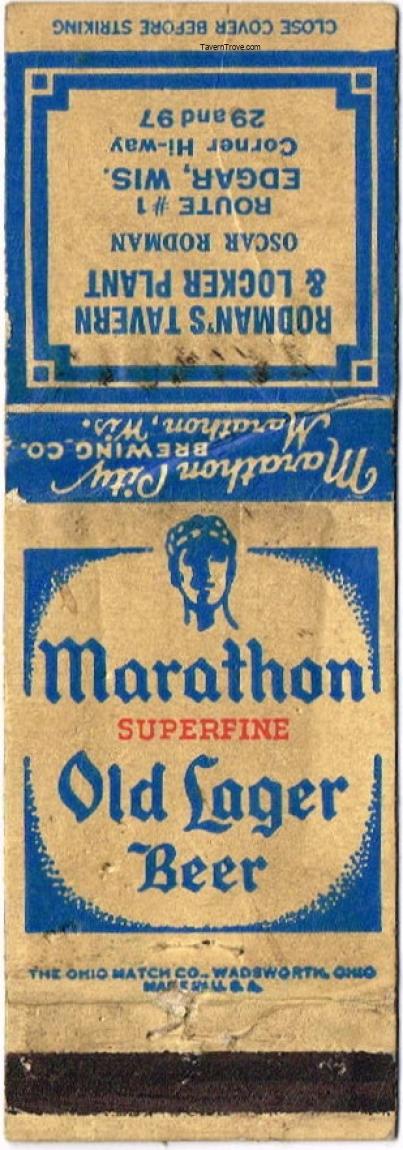 TavernTrove.com
CLOSE COVER BEFORE STRIKING
RODMAN'S TAVERN
& LOCKER PLANT
OSCAR RODMAN
ROUTE #1
EDGAR, WIS.
Corner Hi-way
29 and 97
Marathon City
BREWING CO.
Marathon, Wis.
Marathon
SUPERFINE
Old Lager
Beer
THE OHIO MATCH CO., WADSWORTH, OHIO
MADE IN U.S.A.